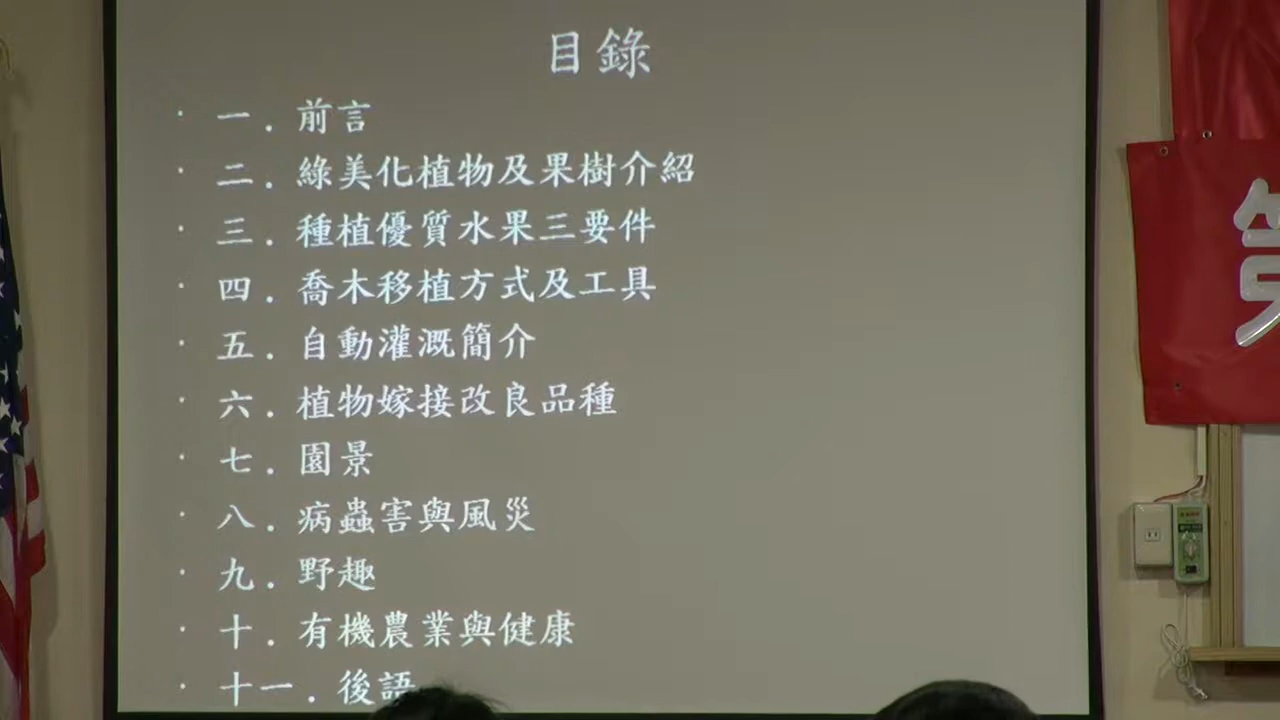 目錄
· 一 . 前言
· 二 . 綠美化植物及果樹介紹
· 三 . 種植優質水果三要件
· 四 . 喬木移植方式及工具
· 五 . 自動灌溉簡介
· 六 . 植物嫁接改良品種
· 七 . 園景
· 八 . 病蟲害與風災
· 九 . 野趣
· 十 . 有機農業與健康
· 十一 . 後語
第